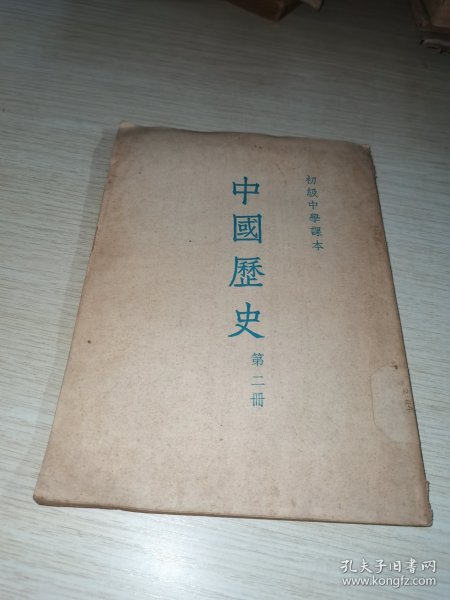 初級中學課本
中國歷史
第二冊
孔夫子旧书网
www.kongfz.com